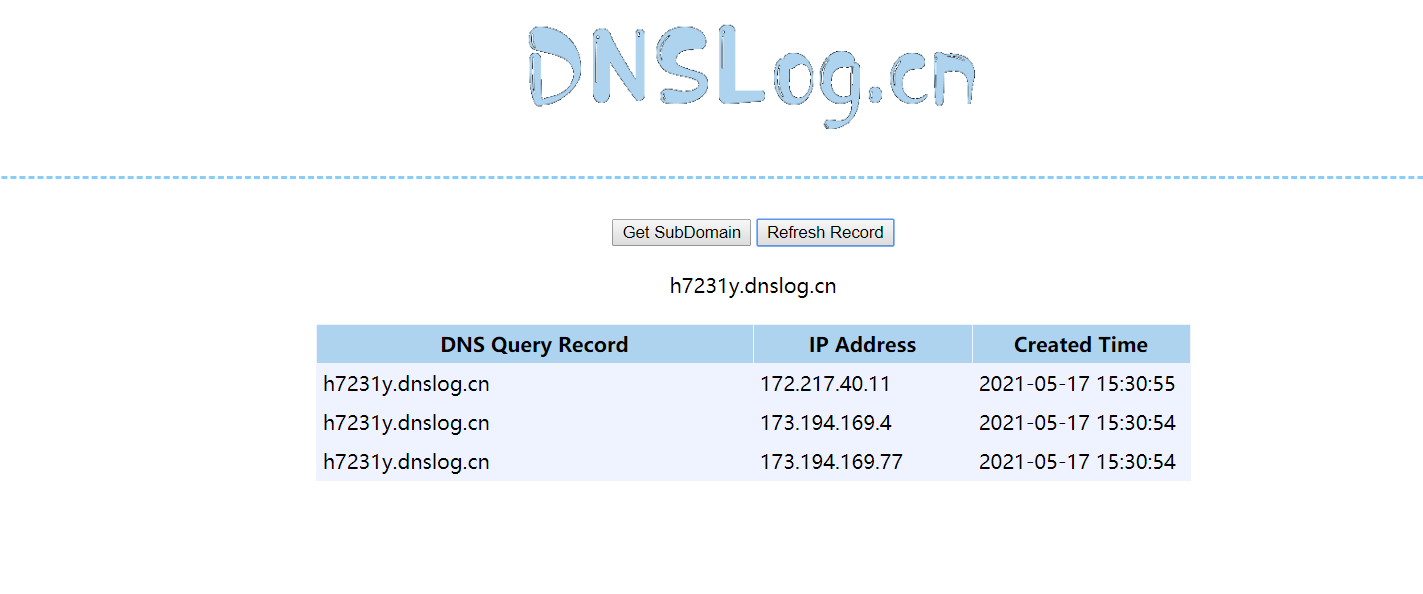 DNSLog.cn
Get SubDomain Refresh Record
h7231y.dnslog.cn
DNS Query Record IP Address Created Time
h7231y.dnslog.cn 172.217.40.11 2021-05-17 15:30:55
h7231y.dnslog.cn 173.194.169.4 2021-05-17 15:30:54
h7231y.dnslog.cn 173.194.169.77 2021-05-17 15:30:54